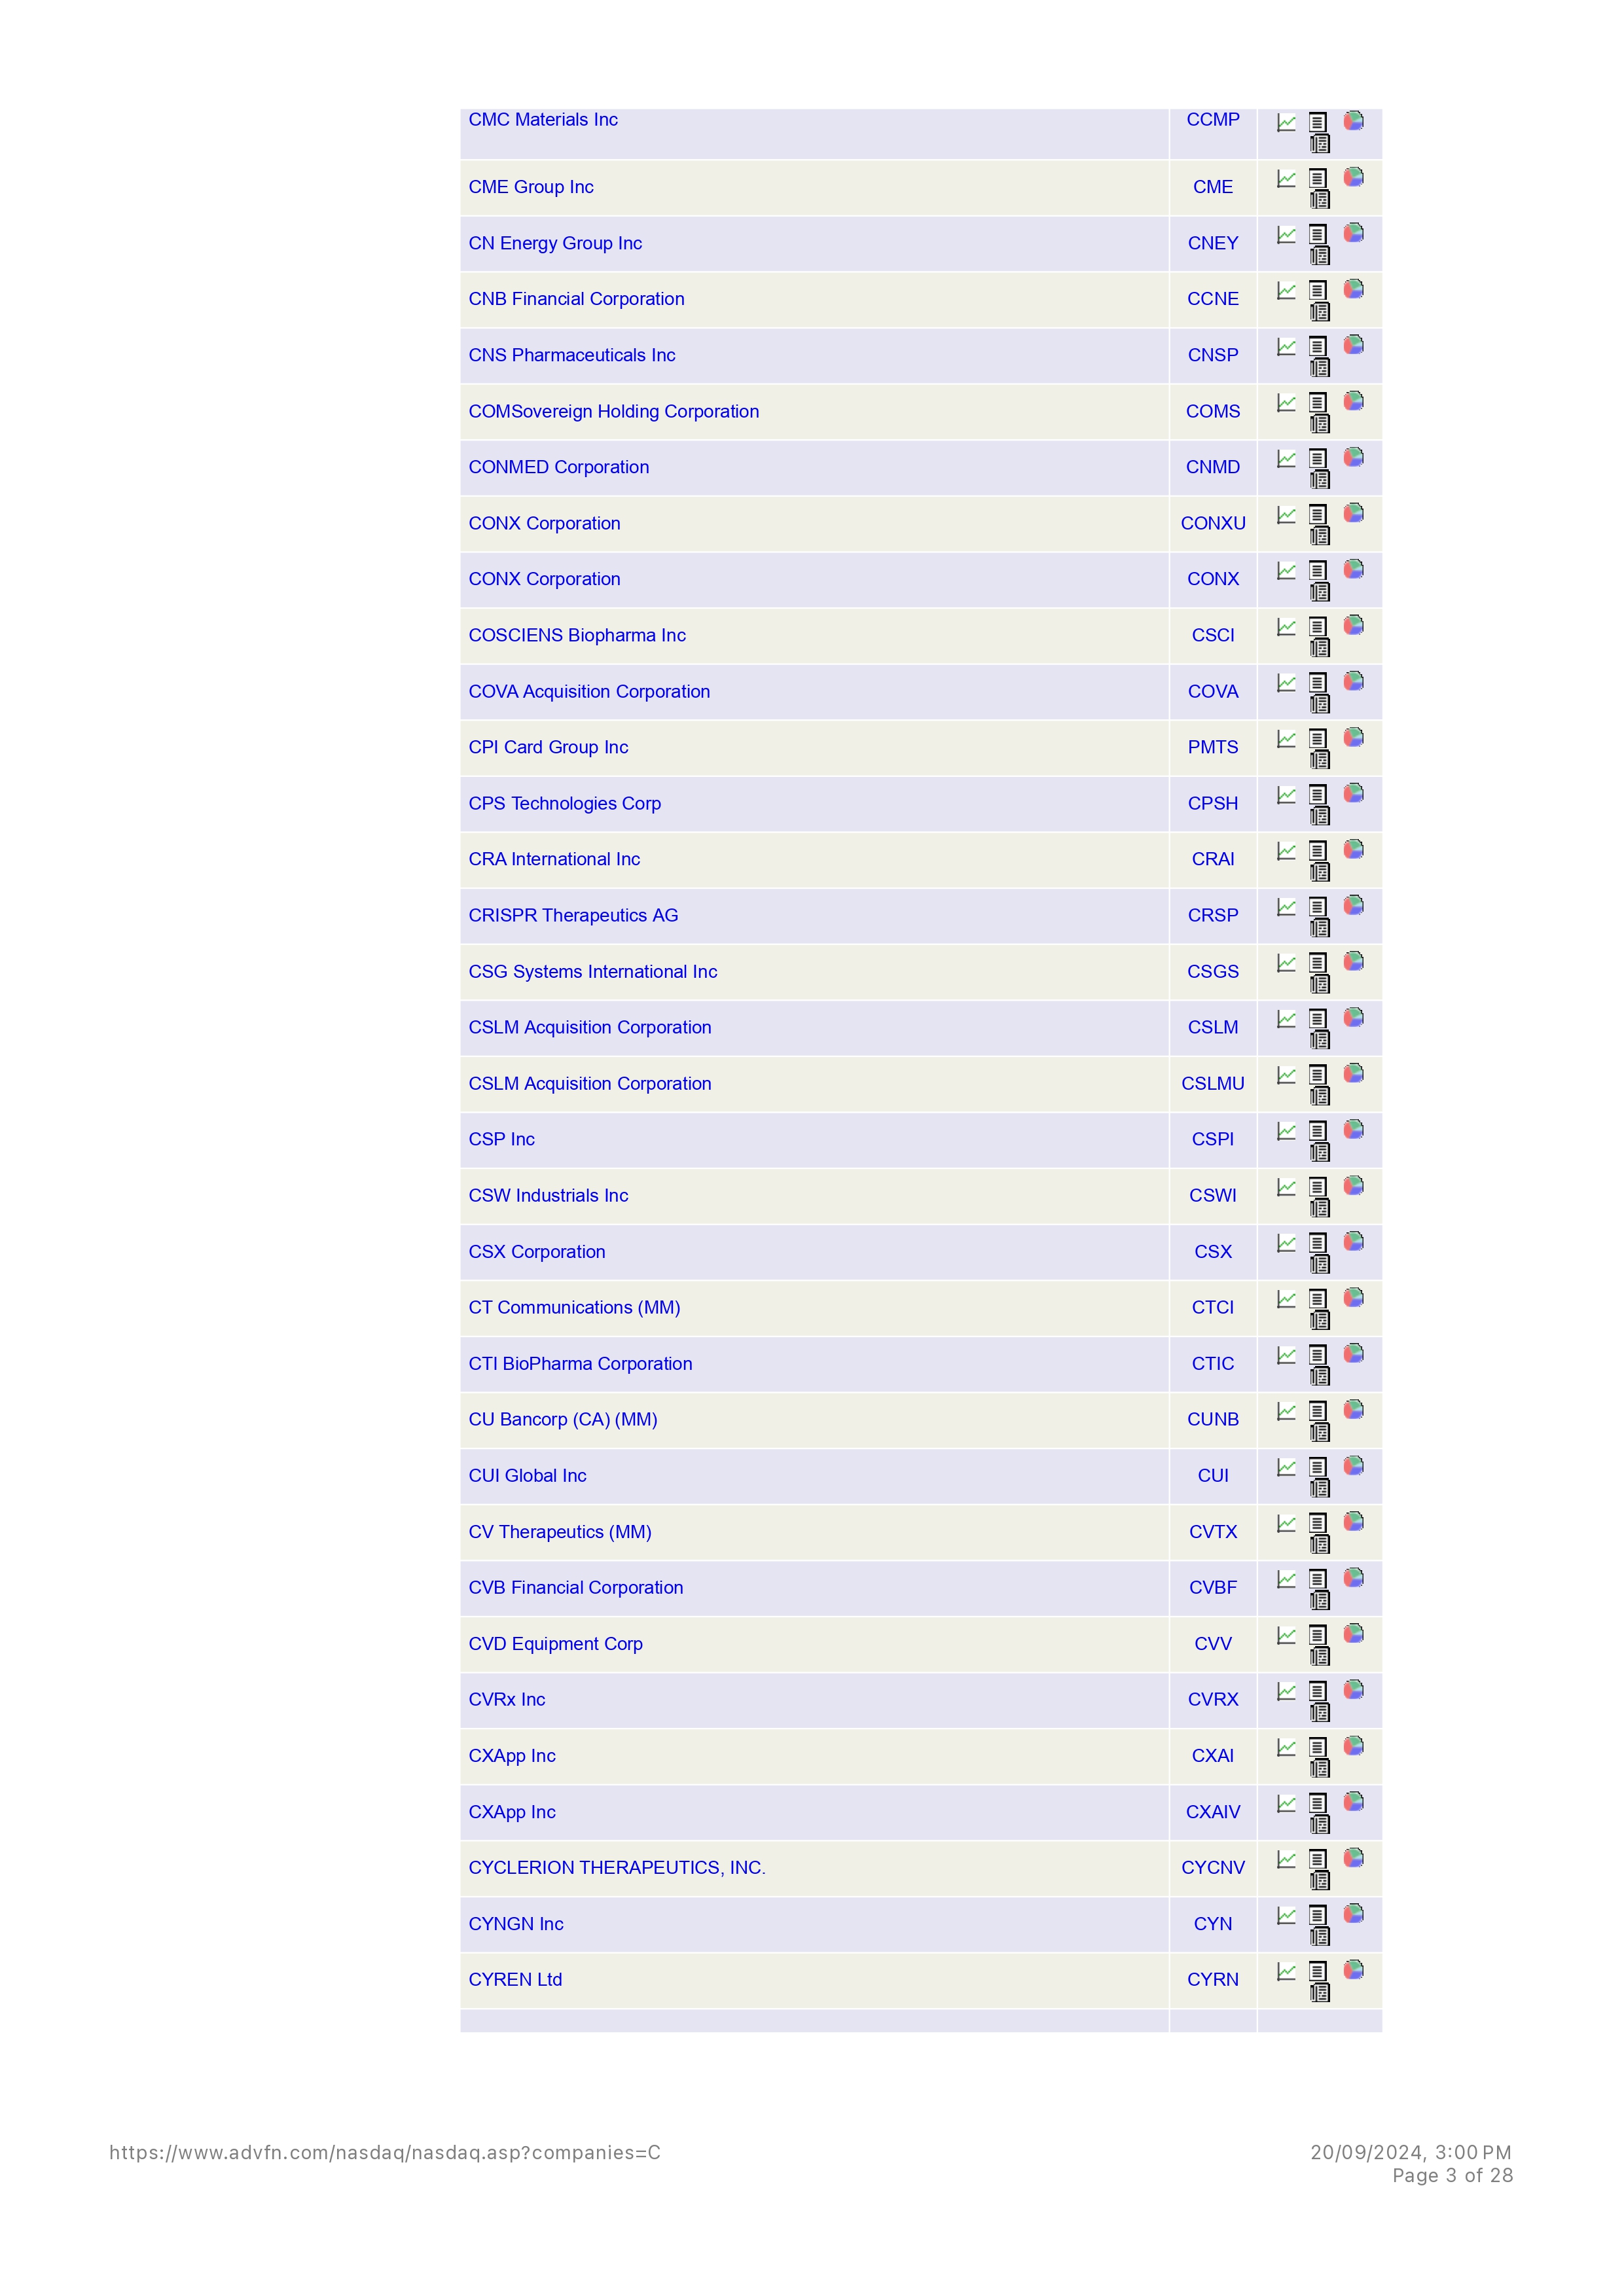 CMC Materials Inc CCMP
CME Group Inc CME
CN Energy Group Inc CNEY
CNB Financial Corporation CCNE
CNS Pharmaceuticals Inc CNSP
COMSovereign Holding Corporation COMS
CONMED Corporation CNMD
CONX Corporation CONXU
CONX Corporation CONX
COSCIENS Biopharma Inc CSCI
COVA Acquisition Corporation COVA
CPI Card Group Inc PMTS
CPS Technologies Corp CPSH
CRA International Inc CRAI
CRISPR Therapeutics AG CRSP
CSG Systems International Inc CSGS
CSLM Acquisition Corporation CSLM
CSLM Acquisition Corporation CSLMU
CSP Inc CSPI
CSW Industrials Inc CSWI
CSX Corporation CSX
CT Communications (MM) CTCI
CTI BioPharma Corporation CTIC
CU Bancorp (CA) (MM) CUNB
CUI Global Inc CUI
CV Therapeutics (MM) CVTX
CVB Financial Corporation CVBF
CVD Equipment Corp CVV
CVRx Inc CVRX
CXApp Inc CXAI
CXApp Inc CXAIV
CYCLERION THERAPEUTICS, INC. CYCNV
CYNGN Inc CYN
CYREN Ltd CYRN
https://www.advfn.com/nasdaq/nasdaq.asp?companies=C 20/09/2024, 3:00 PM
Page 3 of 28